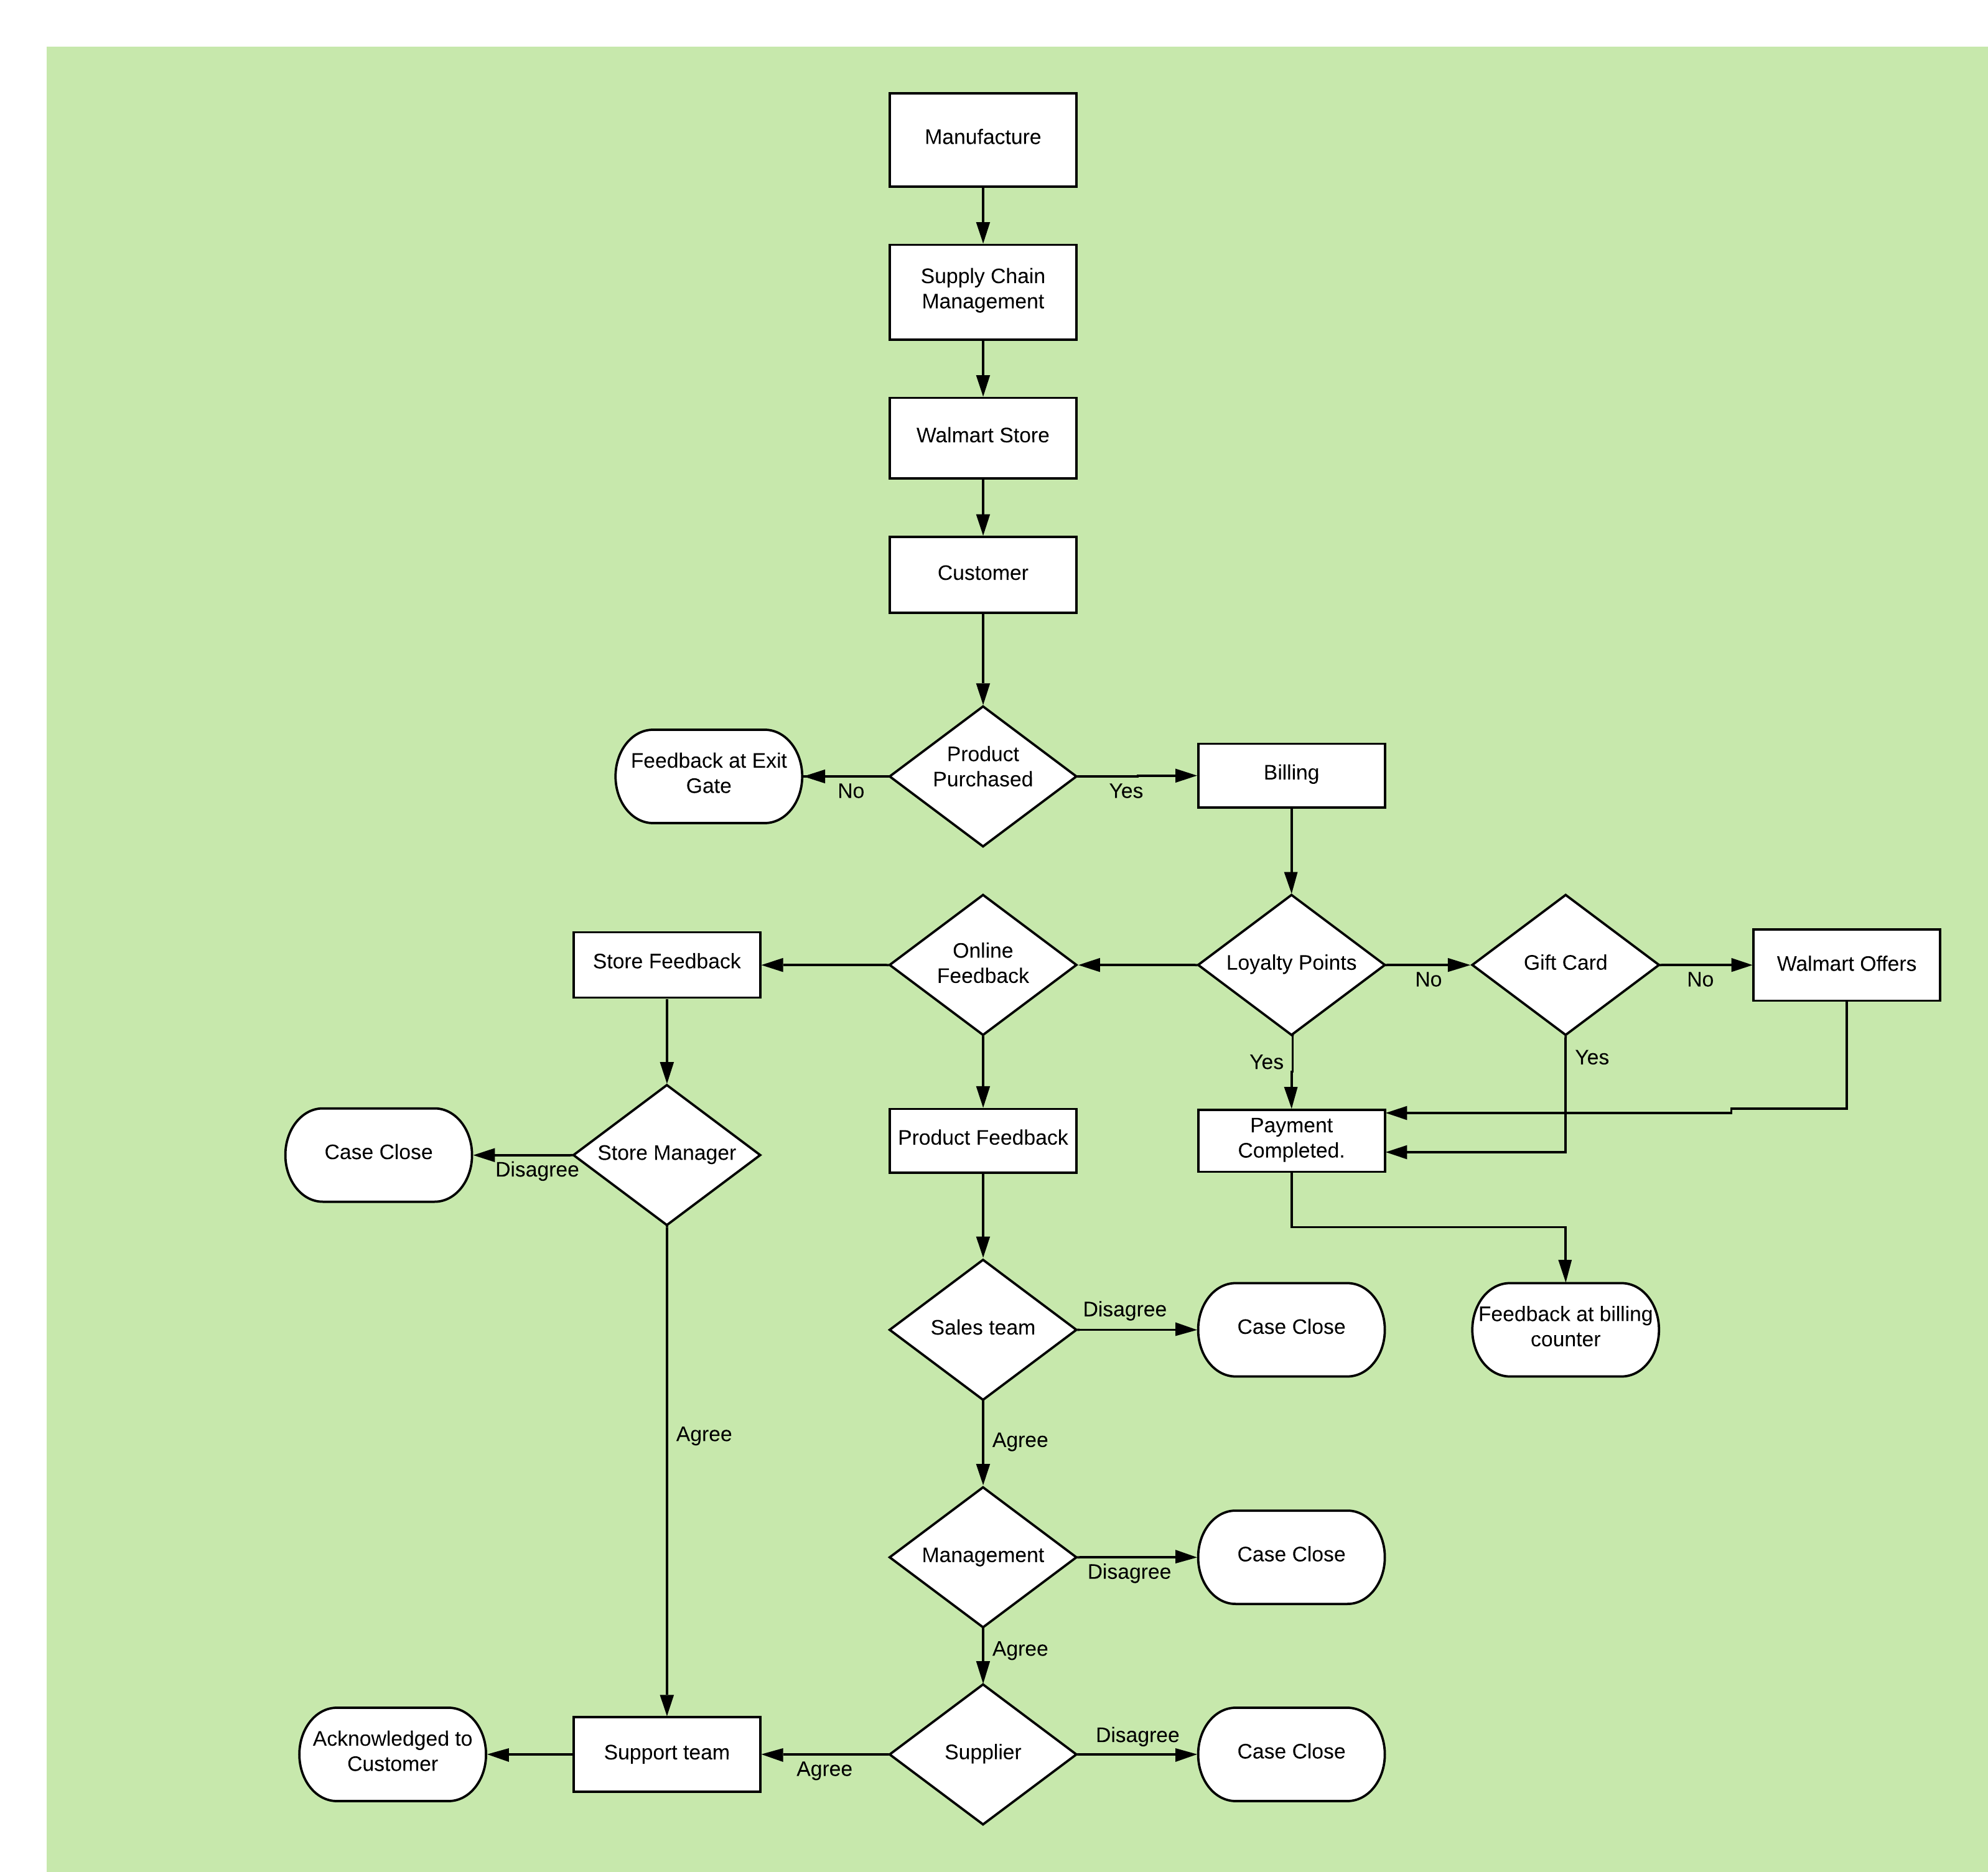 Manufacture
Supply Chain
Management
Walmart Store
Customer
Product
Purchased
Feedback at Exit
Gate
No
Yes
Billing
Store Feedback
Online
Feedback
Loyalty Points
No
Gift Card
No
Walmart Offers
Yes
Yes
Case Close
Disagree
Store Manager
Product Feedback
Payment
Completed.
Sales team
Disagree
Case Close
Feedback at billing
counter
Agree
Agree
Management
Disagree
Case Close
Agree
Acknowledged to
Customer
Support team
Agree
Supplier
Disagree
Case Close